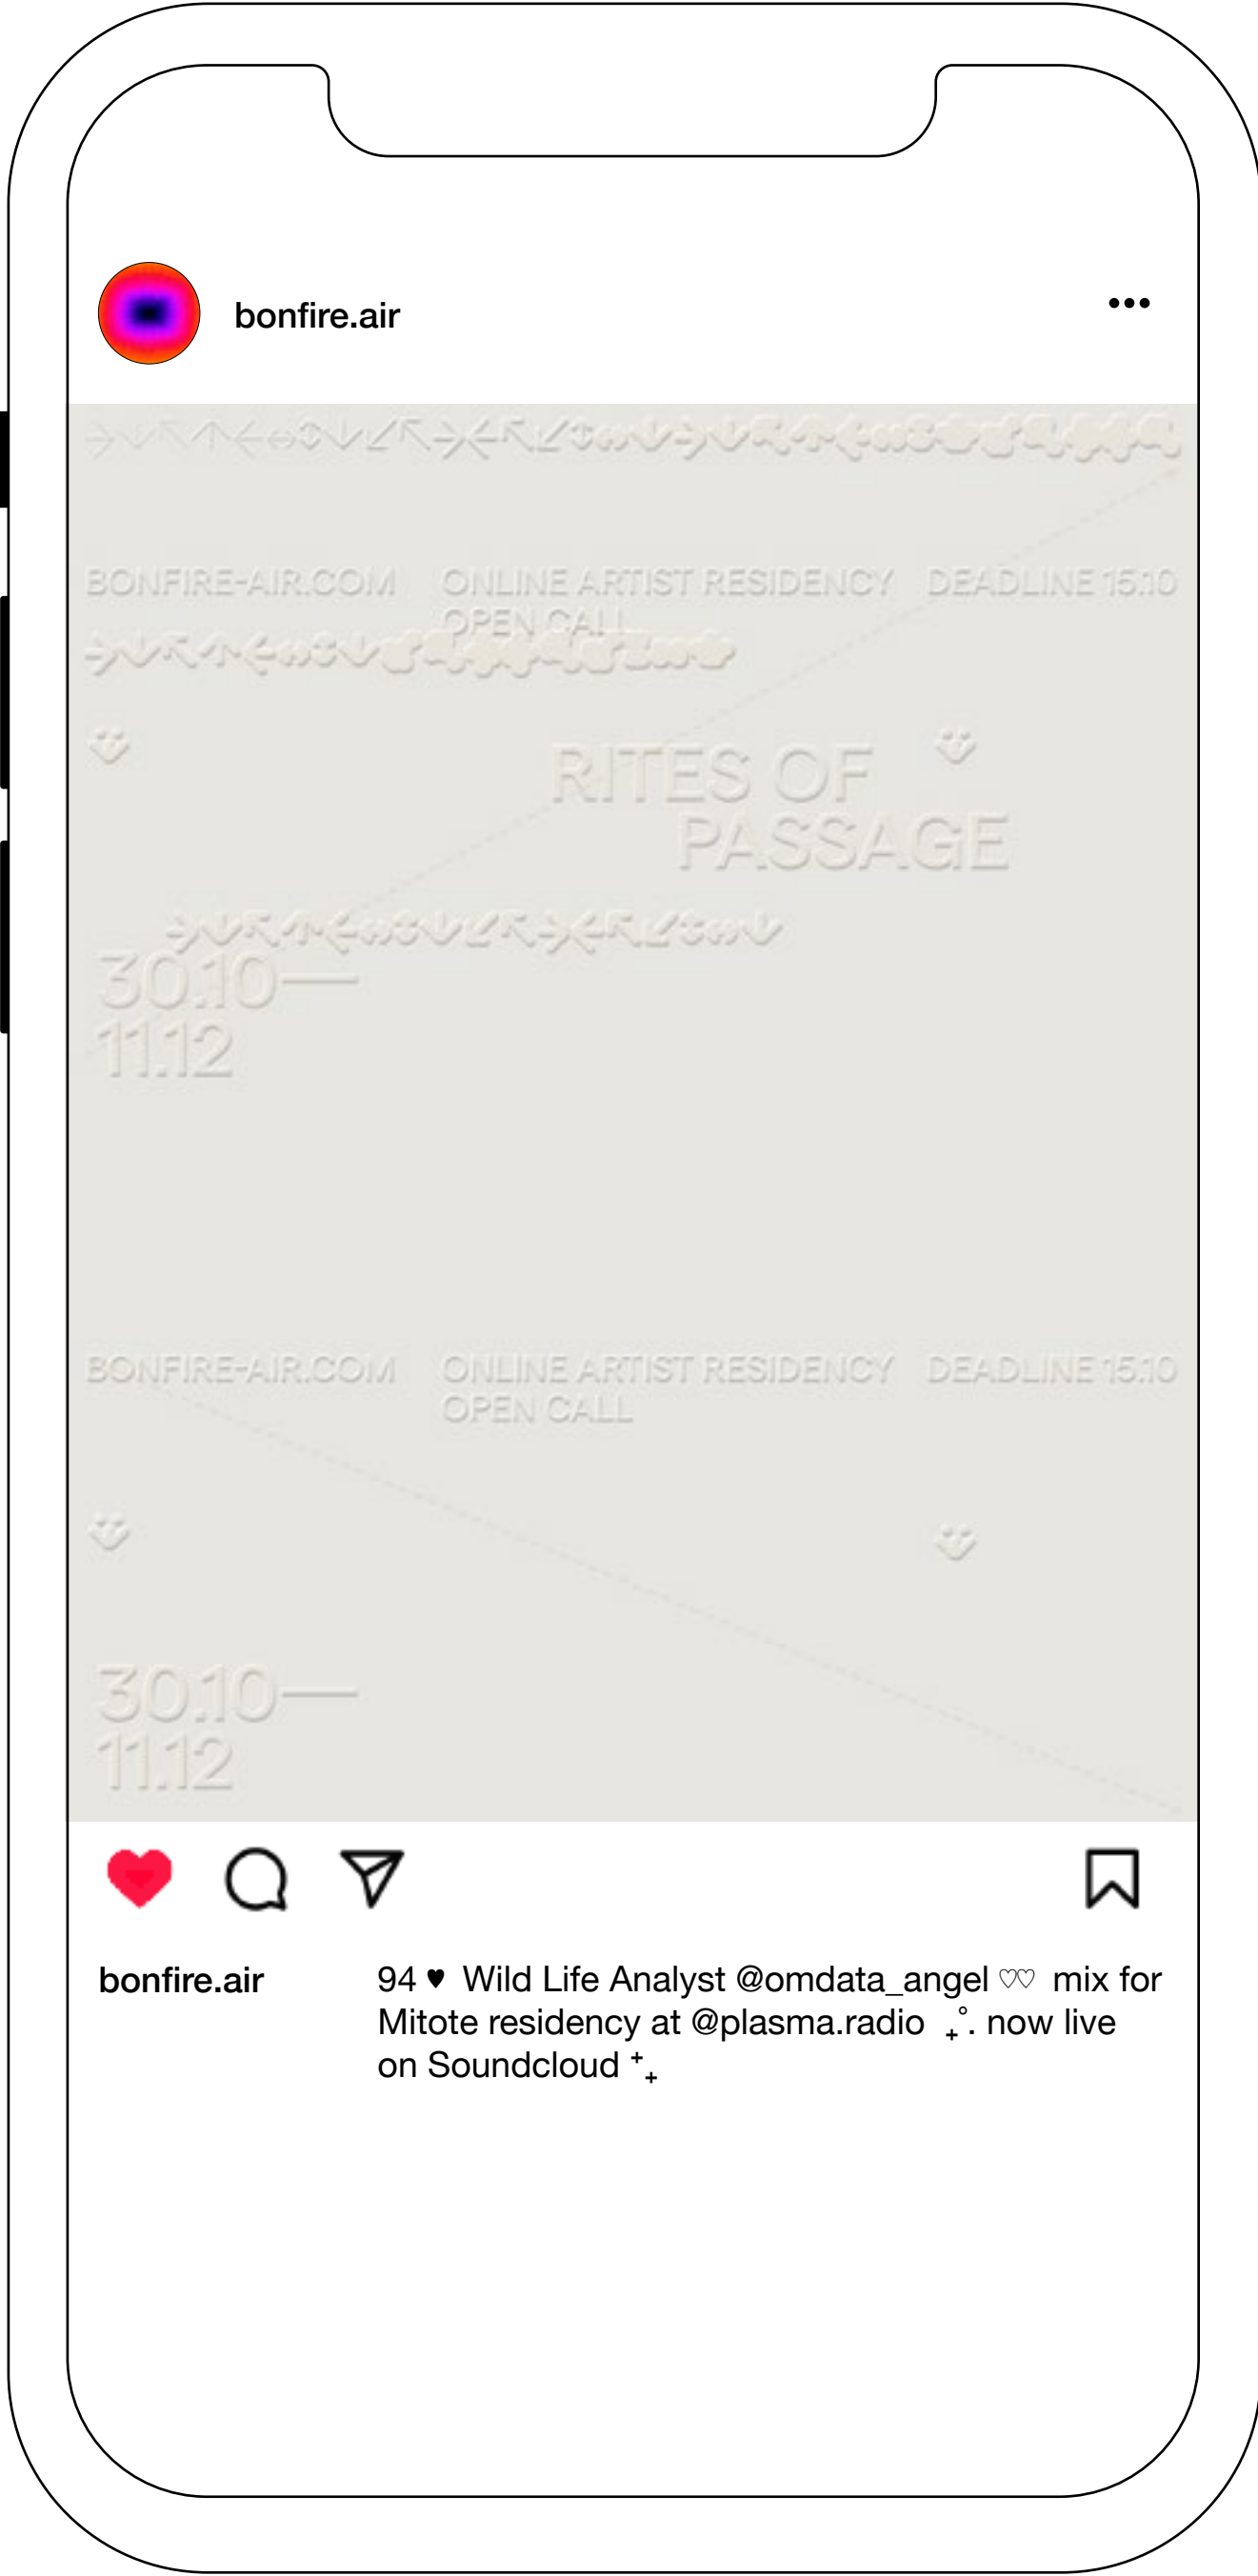 bonfire.air
BONFIRE-AIR.COM ONLINE ARTIST RESIDENCY DEADLINE 15.10
OPEN CALL
RITES OF
PASSAGE
30.10—
11.12
BONFIRE-AIR.COM ONLINE ARTIST RESIDENCY DEADLINE 15.10
OPEN CALL
30.10—
11.12
bonfire.air 94 ♥ Wild Life Analyst @omdata_angel ♡♡ mix for
Mitote residency at @plasma.radio ₊˚. now live
on Soundcloud ⁺₊